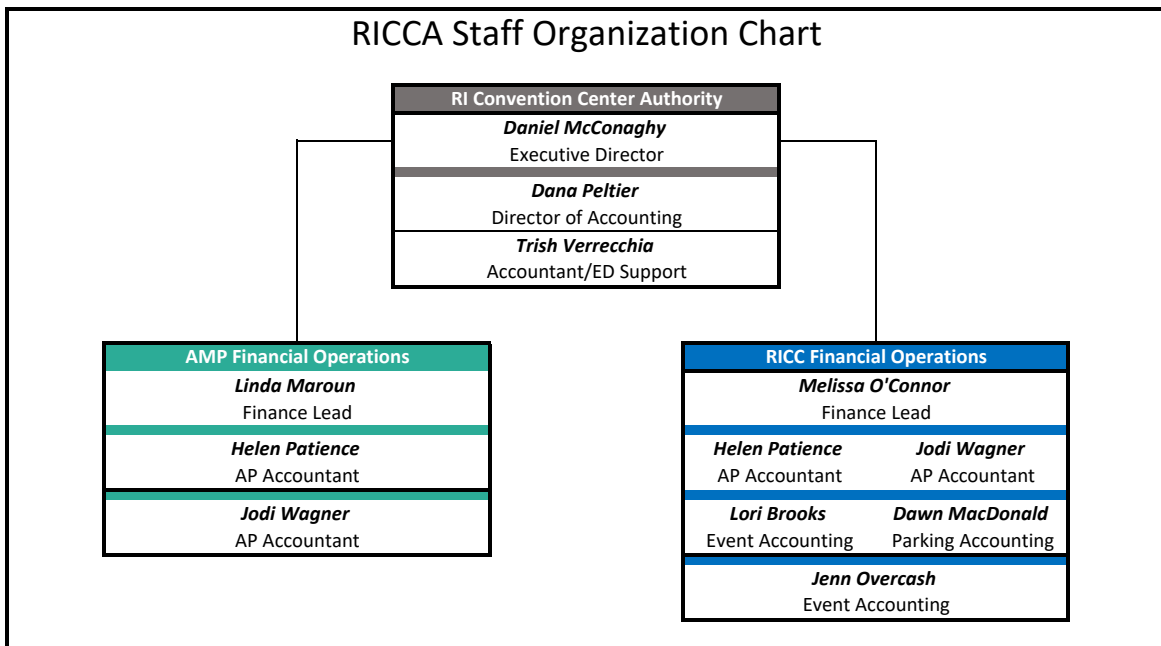 RICCA Staff Organization Chart
RI Convention Center Authority
Daniel McConaghy
Executive Director
Dana Peltier
Director of Accounting
Trish Verrecchia
Accountant/ED Support
AMP Financial Operations
Linda Maroun
Finance Lead
Helen Patience
AP Accountant
Jodi Wagner
AP Accountant
RICC Financial Operations
Melissa O'Connor
Finance Lead
Helen Patience Jodi Wagner
AP Accountant AP Accountant
Lori Brooks Dawn MacDonald
Event Accounting Parking Accounting
Jenn Overcash
Event Accounting